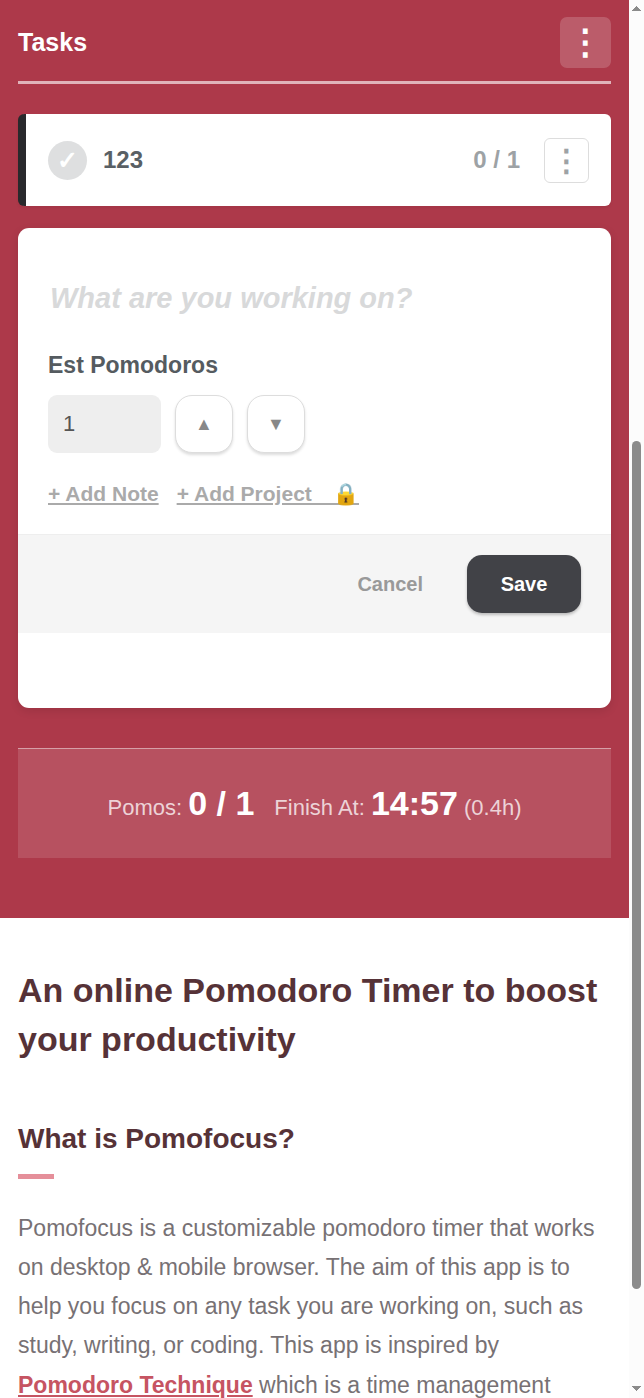 Tasks
123 0 / 1
What are you working on?
Est Pomodoros
1
+ Add Note + Add Project
Cancel Save
Pomos: 0 / 1 Finish At: 14:57 (0.4h)
An online Pomodoro Timer to boost
your productivity
What is Pomofocus?
Pomofocus is a customizable pomodoro timer that works
on desktop & mobile browser. The aim of this app is to
help you focus on any task you are working on, such as
study, writing, or coding. This app is inspired by
Pomodoro Technique which is a time management